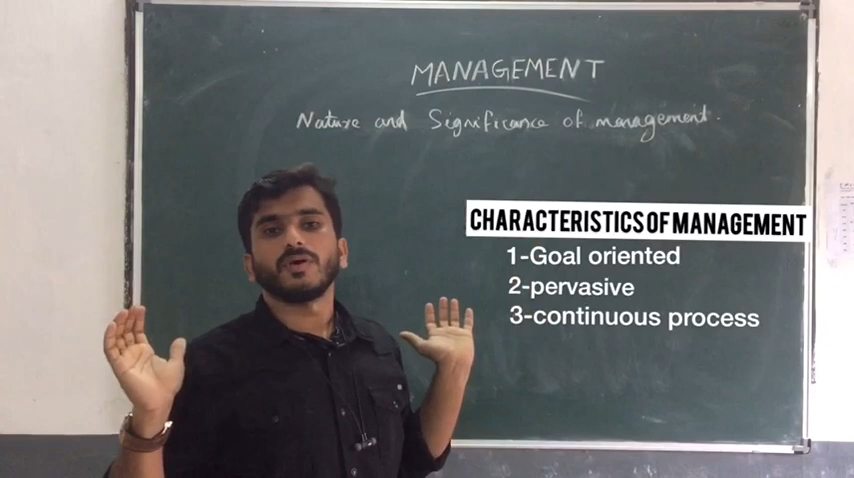 MANAGEMENT
Nature and Significance of management.
CHARACTERISTICS OF MANAGEMENT
1-Goal oriented
2-pervasive
3-continuous process